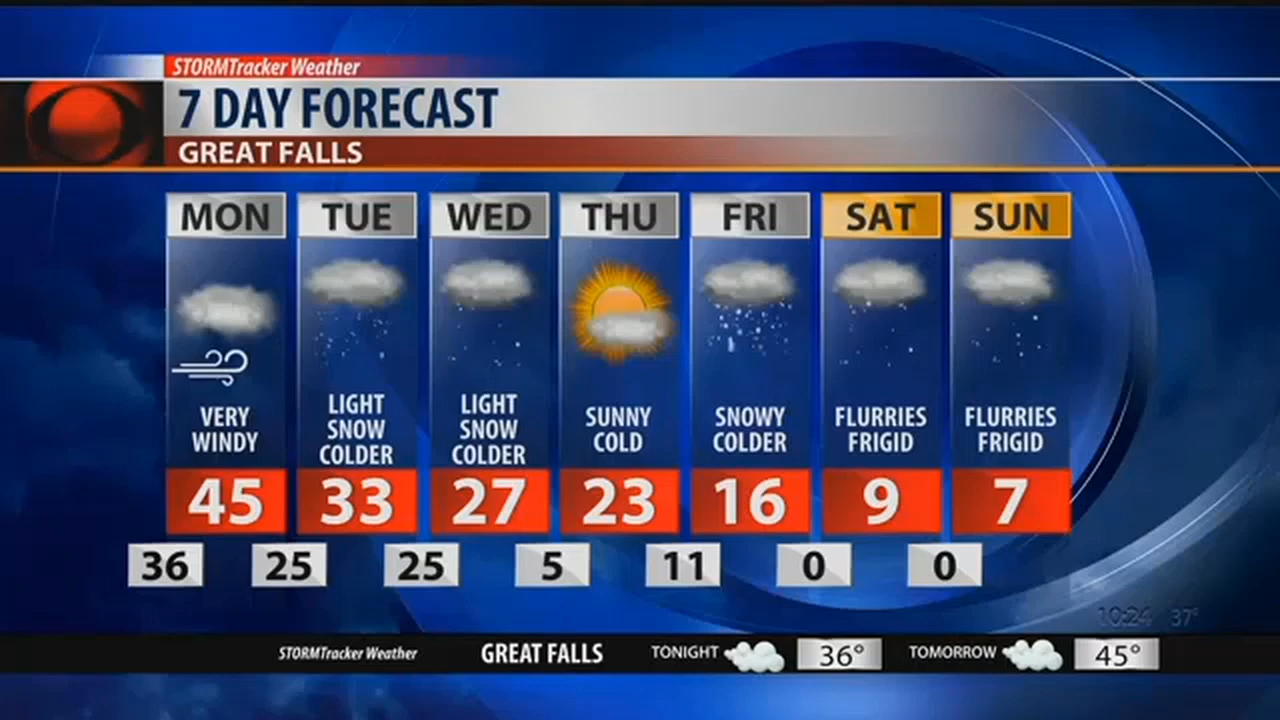 STORMTracker Weather
7 DAY FORECAST
GREAT FALLS
MON TUE WED THU FRI SAT SUN
VERY
WINDY
LIGHT
SNOW
COLDER
LIGHT
SNOW
COLDER
SUNNY
COLD
SNOWY
COLDER
FLURRIES
FRIGID
FLURRIES
FRIGID
45 33 27 23 16 9 7
36 25 25 5 11 0 0
10:24 37°
STORMTracker Weather GREAT FALLS TONIGHT 36° TOMORROW 45°